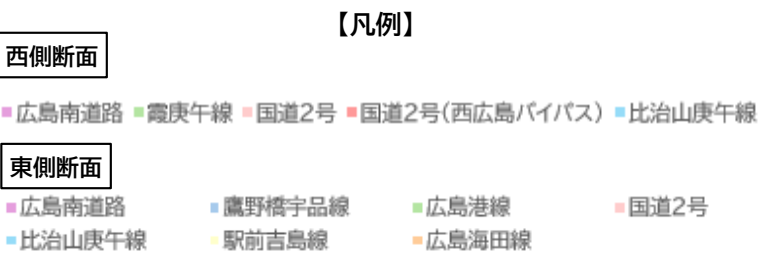 【凡例】
西側断面
広島南道路 霞庚午線 国道2号 国道2号(西広島バイパス) 比治山庚午線
東側断面
広島南道路 鷹野橋宇品線 広島港線 国道2号
比治山庚午線 駅前吉島線 広島海田線